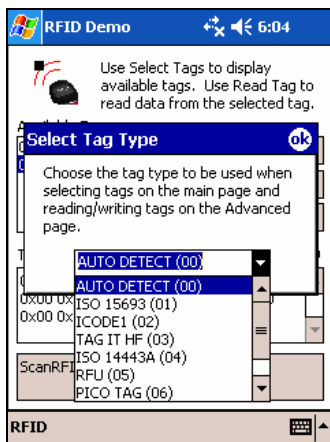 RFID Demo 6:04
Use Select Tags to display
available tags. Use Read Tag to
read data from the selected tag.
Select Tag Type ok
Choose the tag type to be used when
selecting tags on the main page and
reading/writing tags on the Advanced
page.
AUTO DETECT (00)
AUTO DETECT (00)
ISO 15693 (01)
ICODE1 (02)
TAG IT HF (03)
ISO 14443A (04)
RFU (05)
PICO TAG (06)
0x00 0x
0x00 0x
ScanRFI
RFID